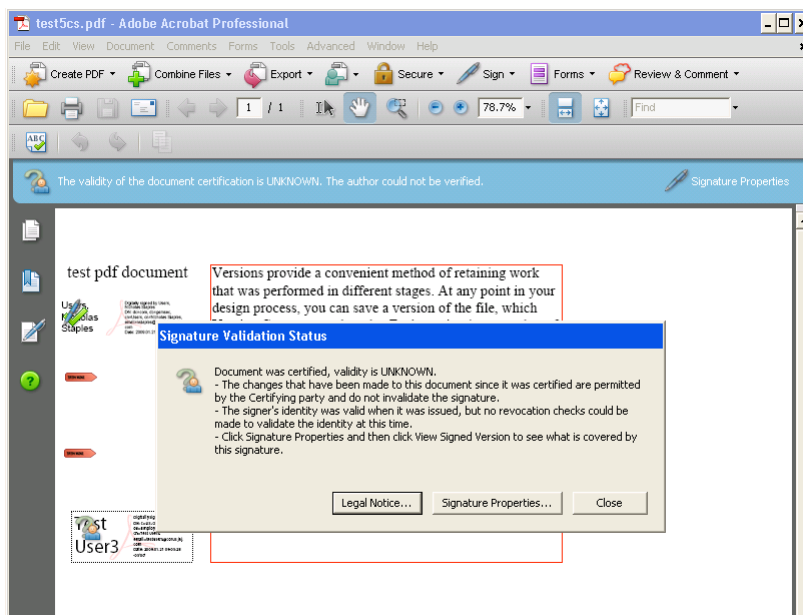 test5cs.pdf - Adobe Acrobat Professional
File Edit View Document Comments Forms Tools Advanced Window Help
Create PDF Combine Files Export Secure Sign Forms Review & Comment
1 / 1 78.7% Find
ABC
The validity of the document certification is UNKNOWN. The author could not be verified. Signature Properties
test pdf document
Versions provide a convenient method of retaining work
that was performed in different stages. At any point in your
design process, you can save a version of the file, which
Staples
Signature Validation Status
Document was certified, validity is UNKNOWN.
- The changes that have been made to this document since it was certified are permitted
by the Certifying party and do not invalidate the signature.
- The signer's identity was valid when it was issued, but no revocation checks could be
made to validate the identity at this time.
- Click Signature Properties and then click View Signed Version to see what is covered by
this signature.
Legal Notice... Signature Properties... Close
Test
User3